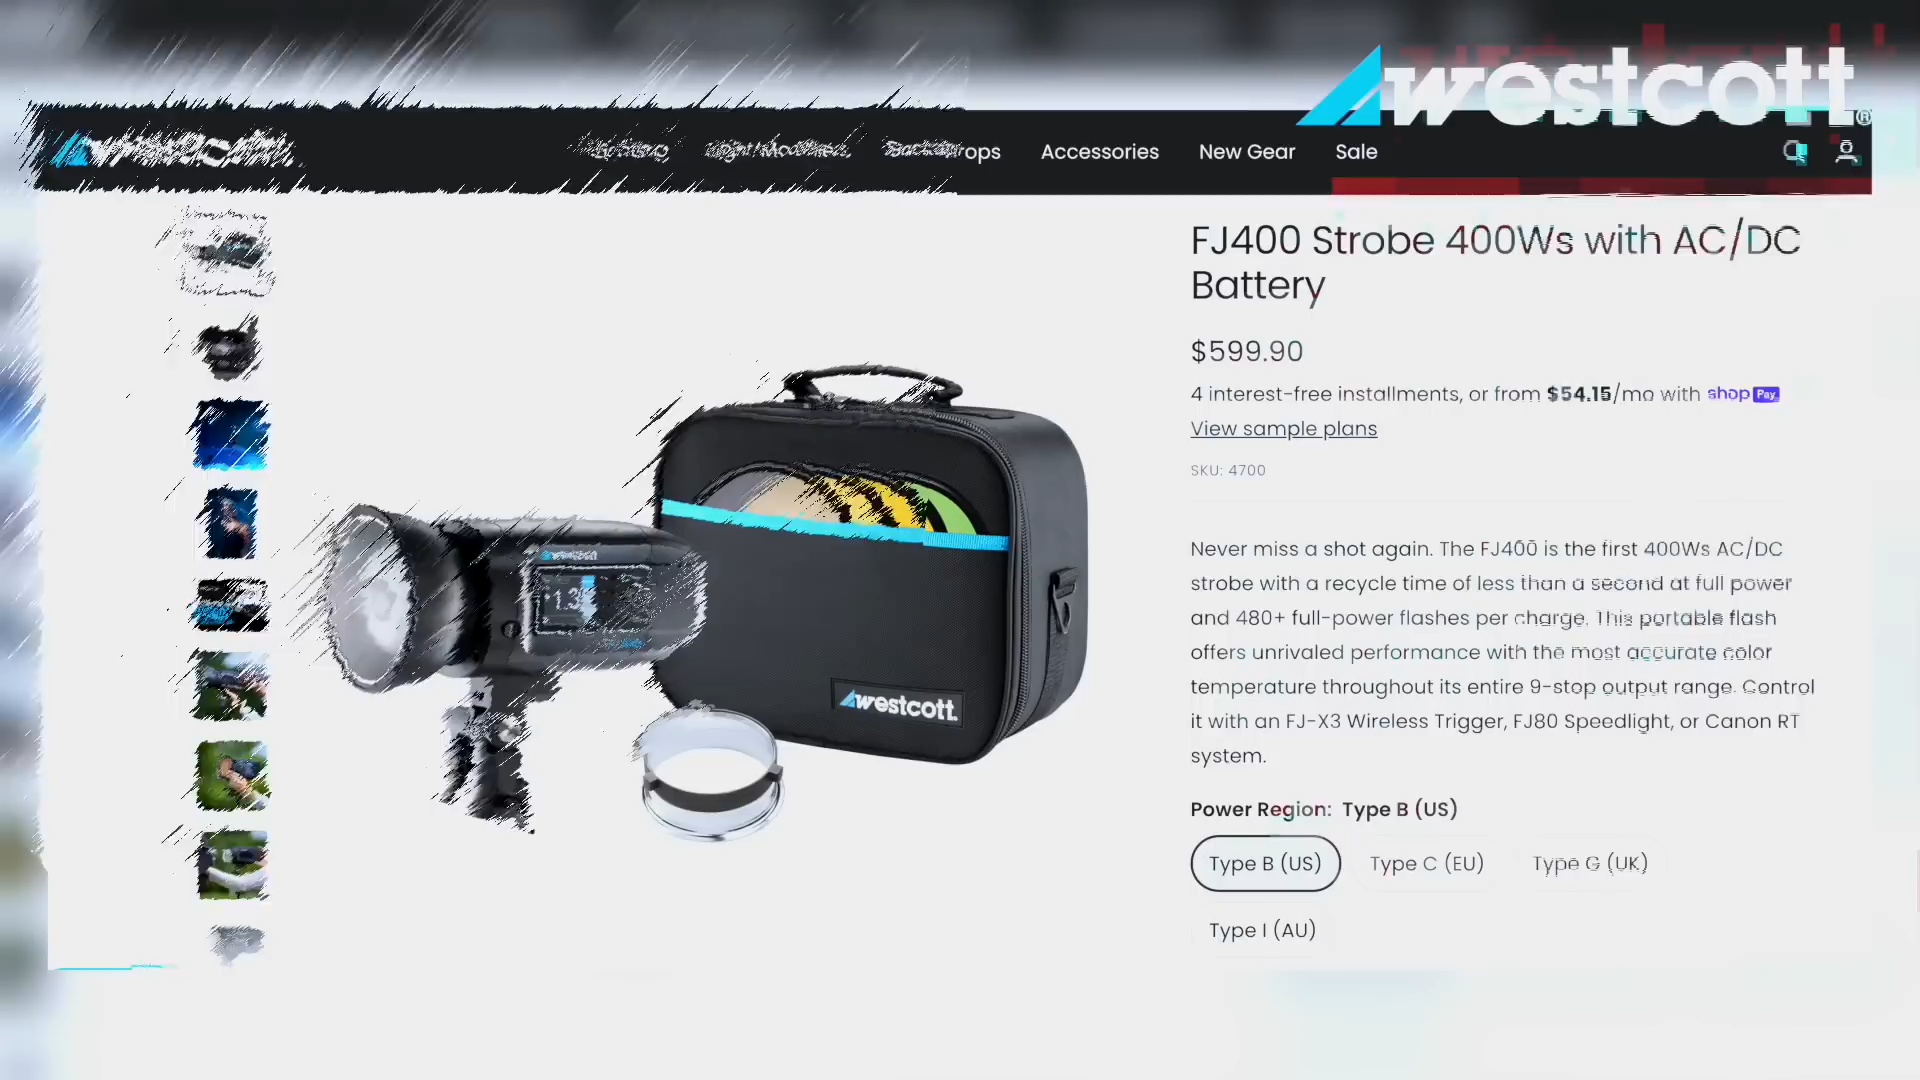 westcott®
Accessories
New Gear
Sale
FJ400 Strobe 400Ws with AC/DC
Battery
$599.90
4 interest-free installments, or from $54.15/mo with shop Pay
View sample plans
SKU: 4700
Never miss a shot again. The FJ400 is the first 400Ws AC/DC
strobe with a recycle time of less than a second at full power
and 480+ full-power flashes per charge. This portable flash
offers unrivaled performance with the most accurate color
temperature throughout its entire 9-stop output range. Control
it with an FJ-X3 Wireless Trigger, FJ80 Speedlight, or Canon RT
system.
westcott.
Power Region: Type B (US)
Type B (US)
Type C (EU)
Type G (UK)
Type I (AU)